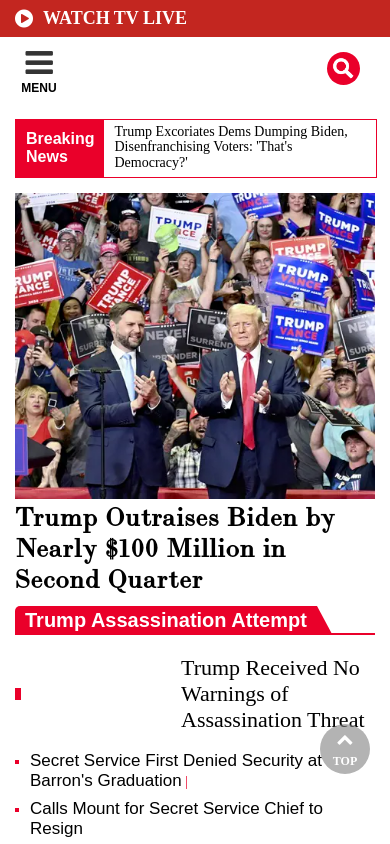 WATCH TV LIVE
MENU
Breaking
News
Trump Excoriates Dems Dumping Biden,
Disenfranchising Voters: 'That's
Democracy?'
TRUMP
TRUMP
VANCE
TRUMP
VANCE
TRUMP
VANCE
TRUMP
VANCE
NEVER
SURRENDER
NEVER
TRUMP
VANCE
Trump Outraises Biden by
Nearly $100 Million in
Second Quarter
Trump Assassination Attempt
Trump Received No
Warnings of
Assassination Threat
Secret Service First Denied Security at
Barron's Graduation |
TOP
Calls Mount for Secret Service Chief to
Resign